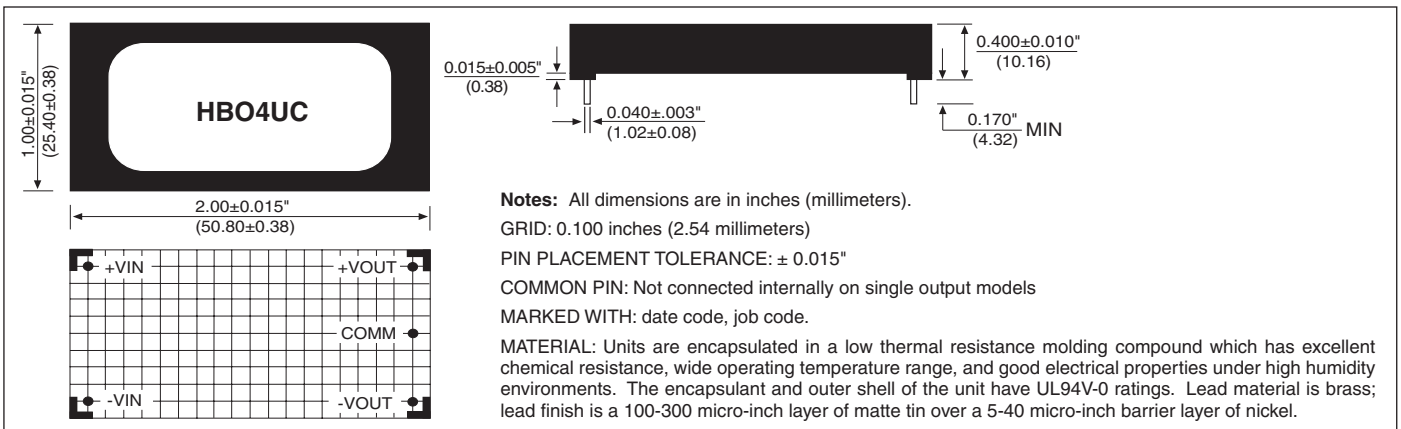 1.00±0.015"
(25.40±0.38)
HBO4UC
2.00±0.015"
(50.80±0.38)
0.015±0.005"
(0.38)
0.040±.003"
(1.02±0.08)
0.400±0.010"
(10.16)
0.170" MIN
(4.32)
+VIN
+VOUT
COMM
-VIN
-VOUT
Notes: All dimensions are in inches (millimeters).
GRID: 0.100 inches (2.54 millimeters)
PIN PLACEMENT TOLERANCE: ± 0.015"
COMMON PIN: Not connected internally on single output models
MARKED WITH: date code, job code.
MATERIAL: Units are encapsulated in a low thermal resistance molding compound which has excellent
chemical resistance, wide operating temperature range, and good electrical properties under high humidity
environments. The encapsulant and outer shell of the unit have UL94V-0 ratings. Lead material is brass;
lead finish is a 100-300 micro-inch layer of matte tin over a 5-40 micro-inch barrier layer of nickel.